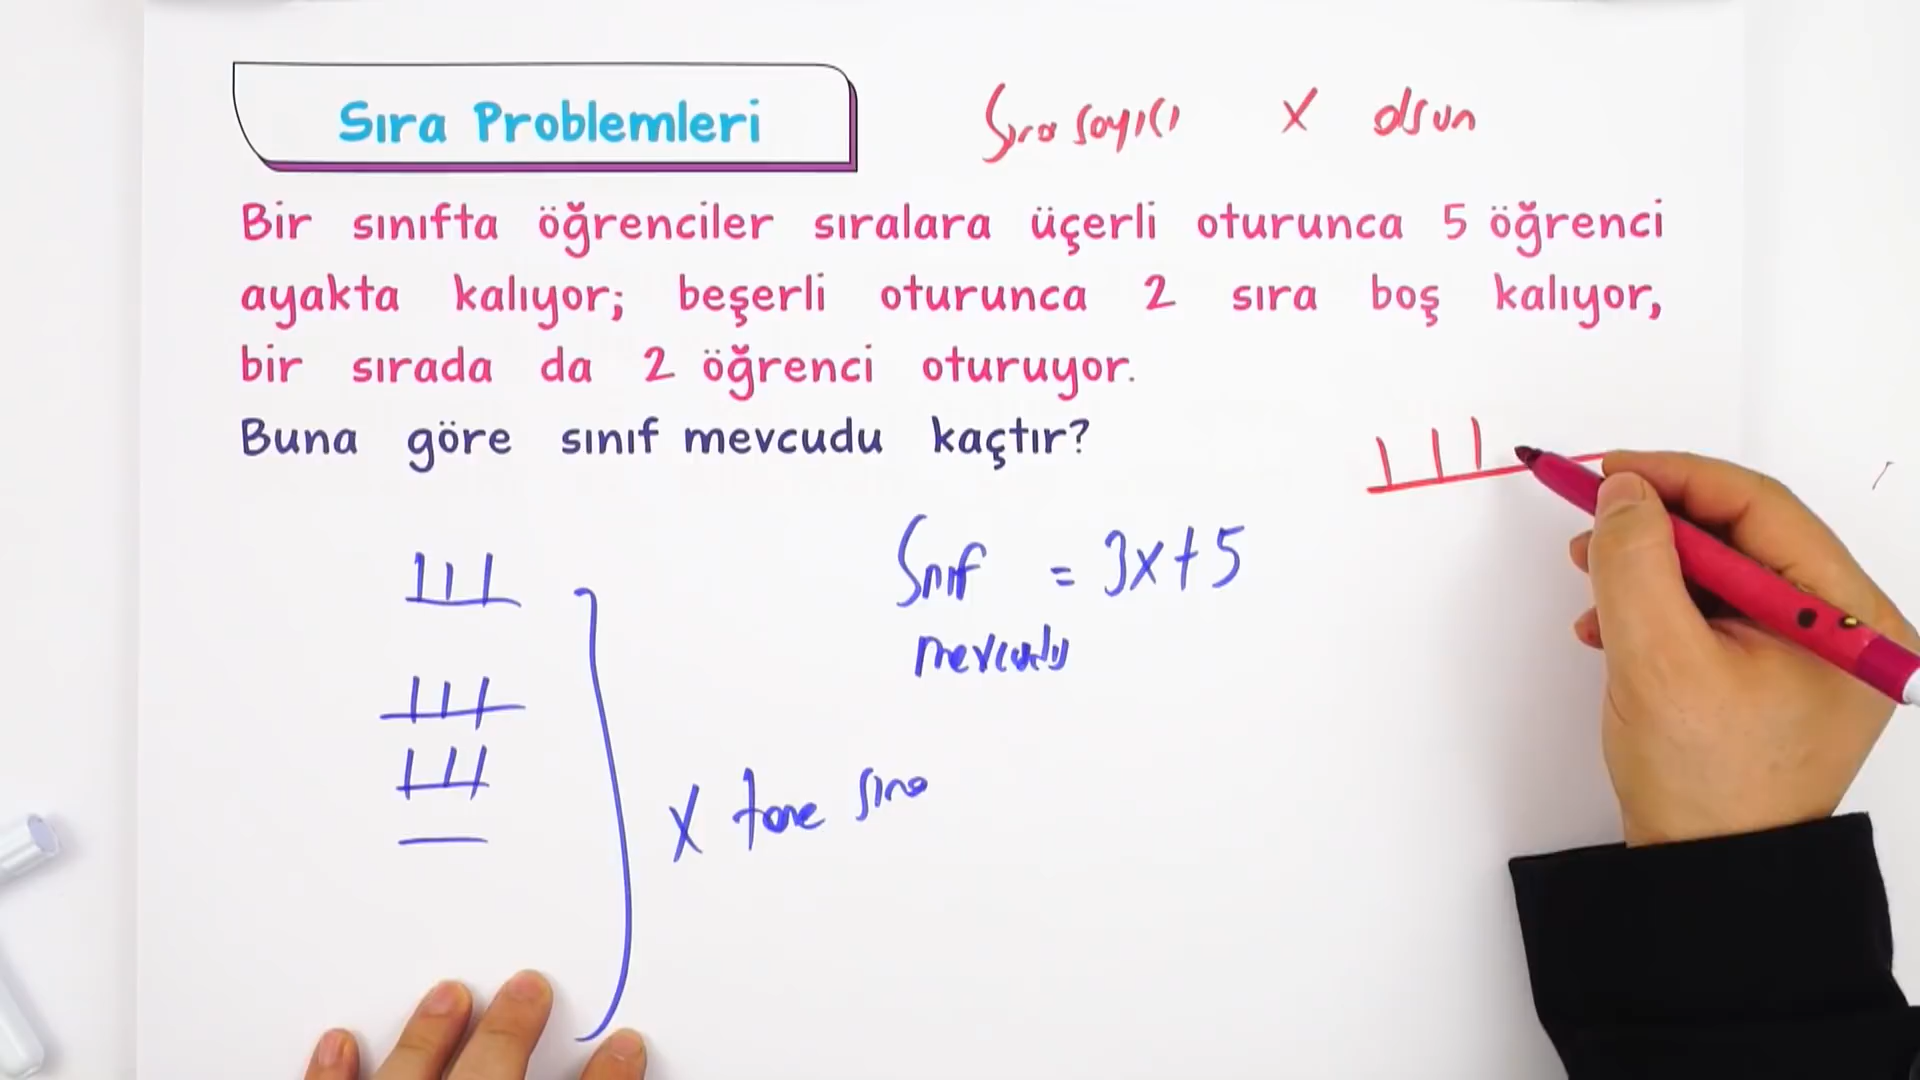 Sıra Problemleri
Sıra sayısı x olsun
Bir sınıfta öğrenciler sıralara üçerli oturunca 5 öğrenci
ayakta kalıyor; beşerli oturunca 2 sıra boş kalıyor,
bir sırada da 2 öğrenci oturuyor.
Buna göre sınıf mevcudu kaçtır?
Sınıf = 3x+5
mevcudu
x tane sıra